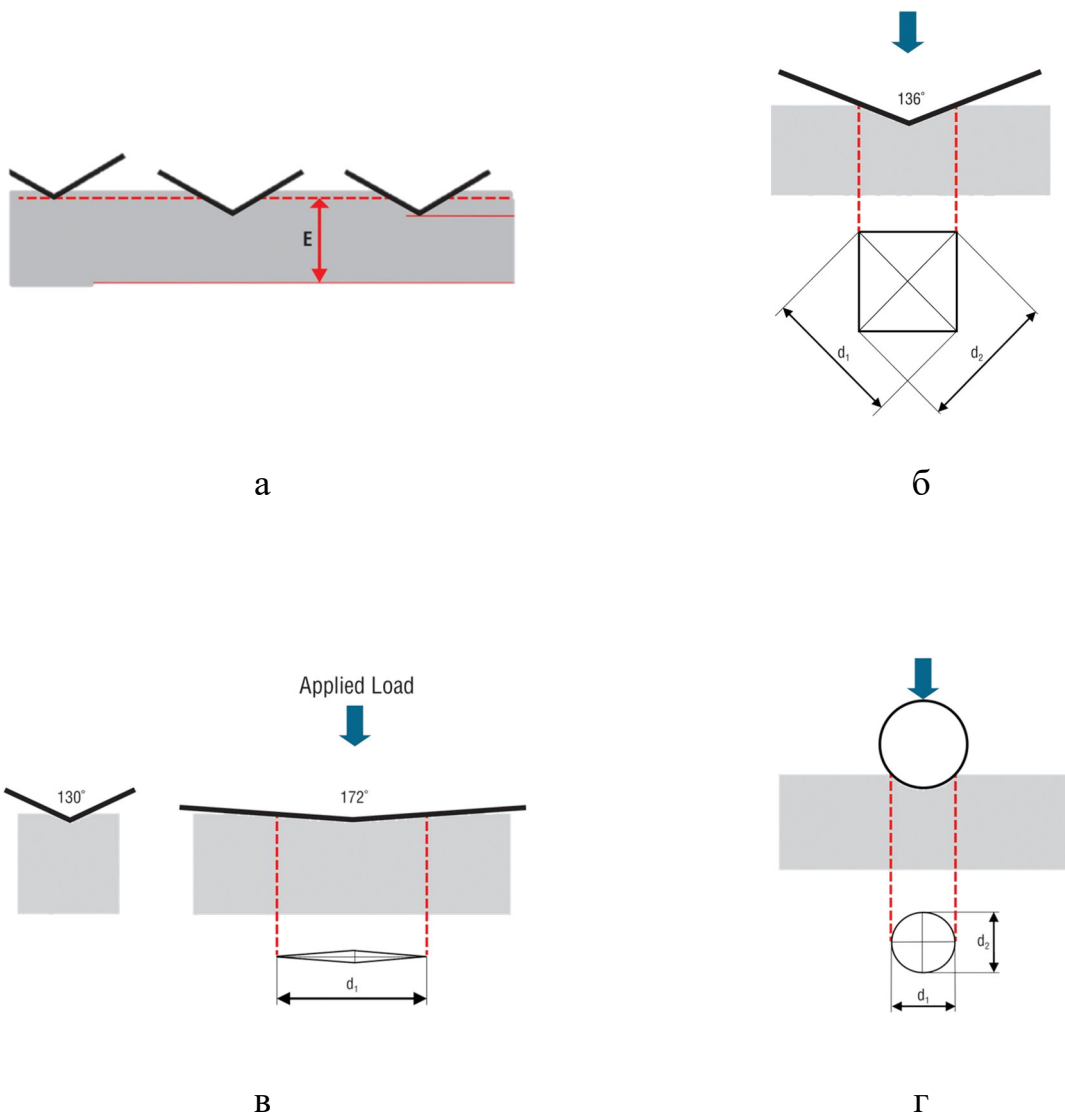 136°
E
d₁
d₂
а
б
Applied Load
130°
172°
d₁
d₂
d₁
в
г